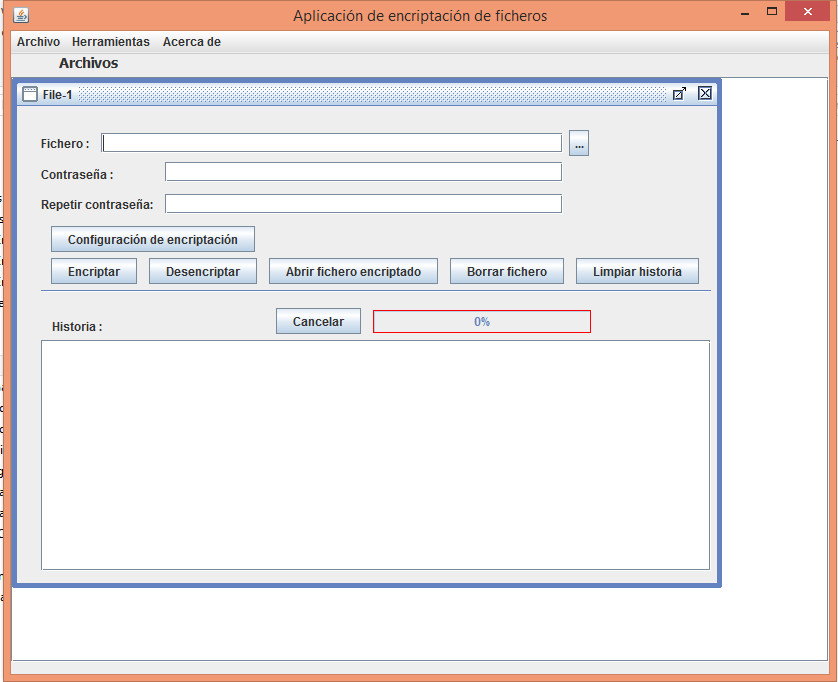 Aplicación de encriptación de ficheros
Archivo Herramientas Acerca de
Archivos
File-1
Fichero :
...
Contraseña :
Repetir contraseña:
Configuración de encriptación
Encriptar Desencriptar Abrir fichero encriptado Borrar fichero Limpiar historia
Historia : Cancelar 0%